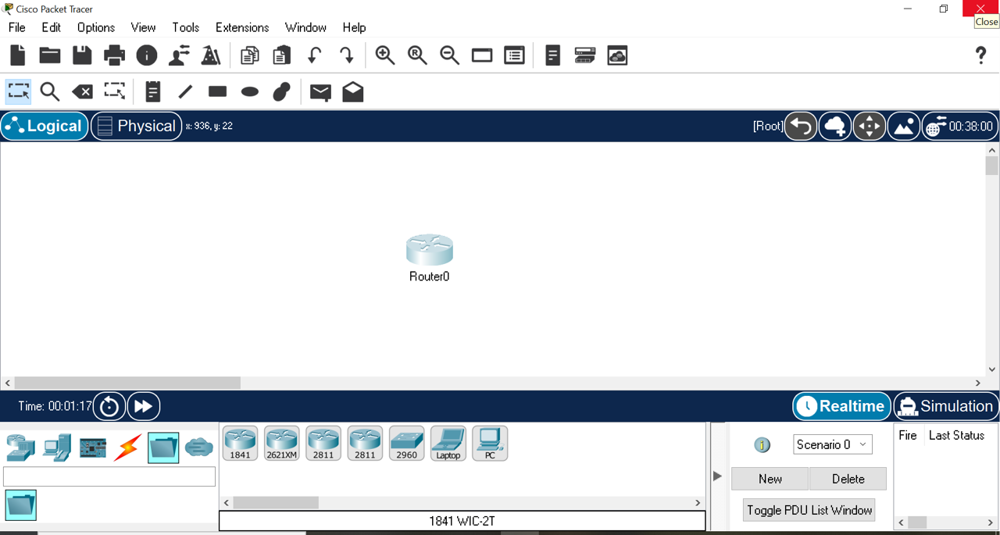 Cisco Packet Tracer
Close
File Edit Options View Tools Extensions Window Help
R
?
Logical Physical x: 936, y: 22 [Root] 00:38:00
Router0
Time: 00:01:17 Realtime Simulation
1841 2621XM 2811 2811 2960 Laptop PC
Scenario 0
Fire Last Status
New Delete
Toggle PDU List Window
1841 WIC-2T